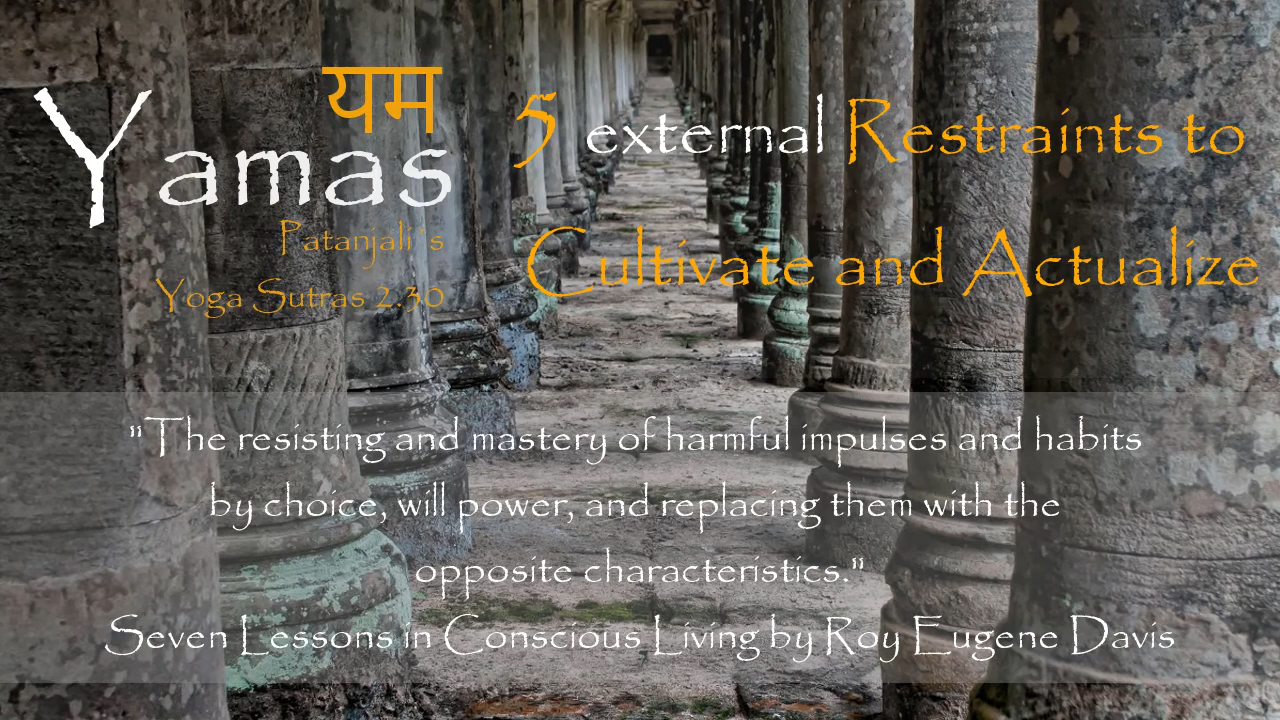 यम
Yamas
Patanjali's
Yoga Sutras 2.30
5 external Restraints to
Cultivate and Actualize
"The resisting and mastery of harmful impulses and habits
by choice, will power, and replacing them with the
opposite characteristics."
Seven Lessons in Conscious Living by Roy Eugene Davis